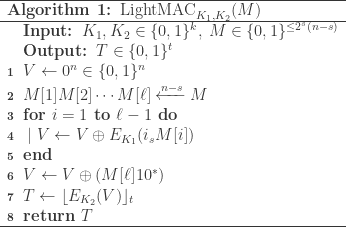 Algorithm 1: LightMAC_{K_1,K_2}(M)
Input: K_1, K_2 ∈ {0, 1}^k, M ∈ {0, 1}^{≤2^s(n−s)}
Output: T ∈ {0, 1}^t
1 V ← 0^n ∈ {0, 1}^n
2 M[1]M[2] ⋯ M[ℓ] ←^{n−s} M
3 for i = 1 to ℓ − 1 do
4 | V ← V ⊕ E_{K_1}(i_s M[i])
5 end
6 V ← V ⊕ (M[ℓ]10*)
7 T ← ⌊E_{K_2}(V)⌋_t
8 return T